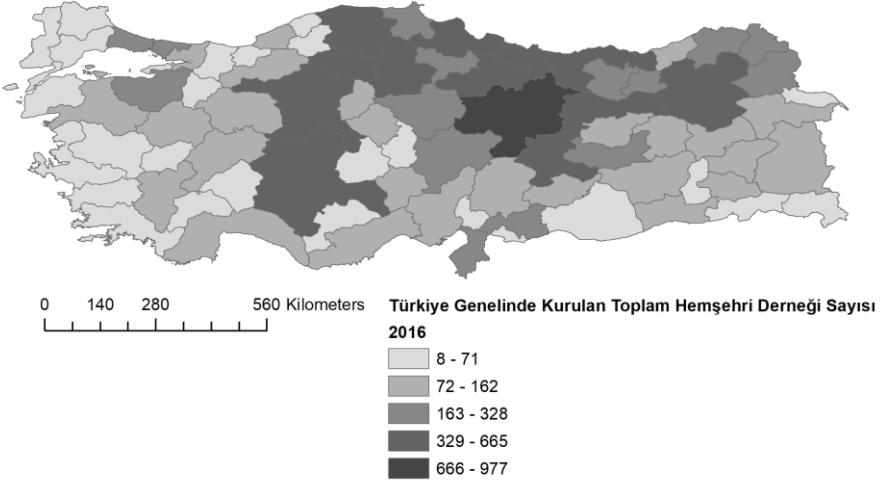 0 140 280 560 Kilometers
Türkiye Genelinde Kurulan Toplam Hemşehri Derneği Sayısı
2016
8 - 71
72 - 162
163 - 328
329 - 665
666 - 977